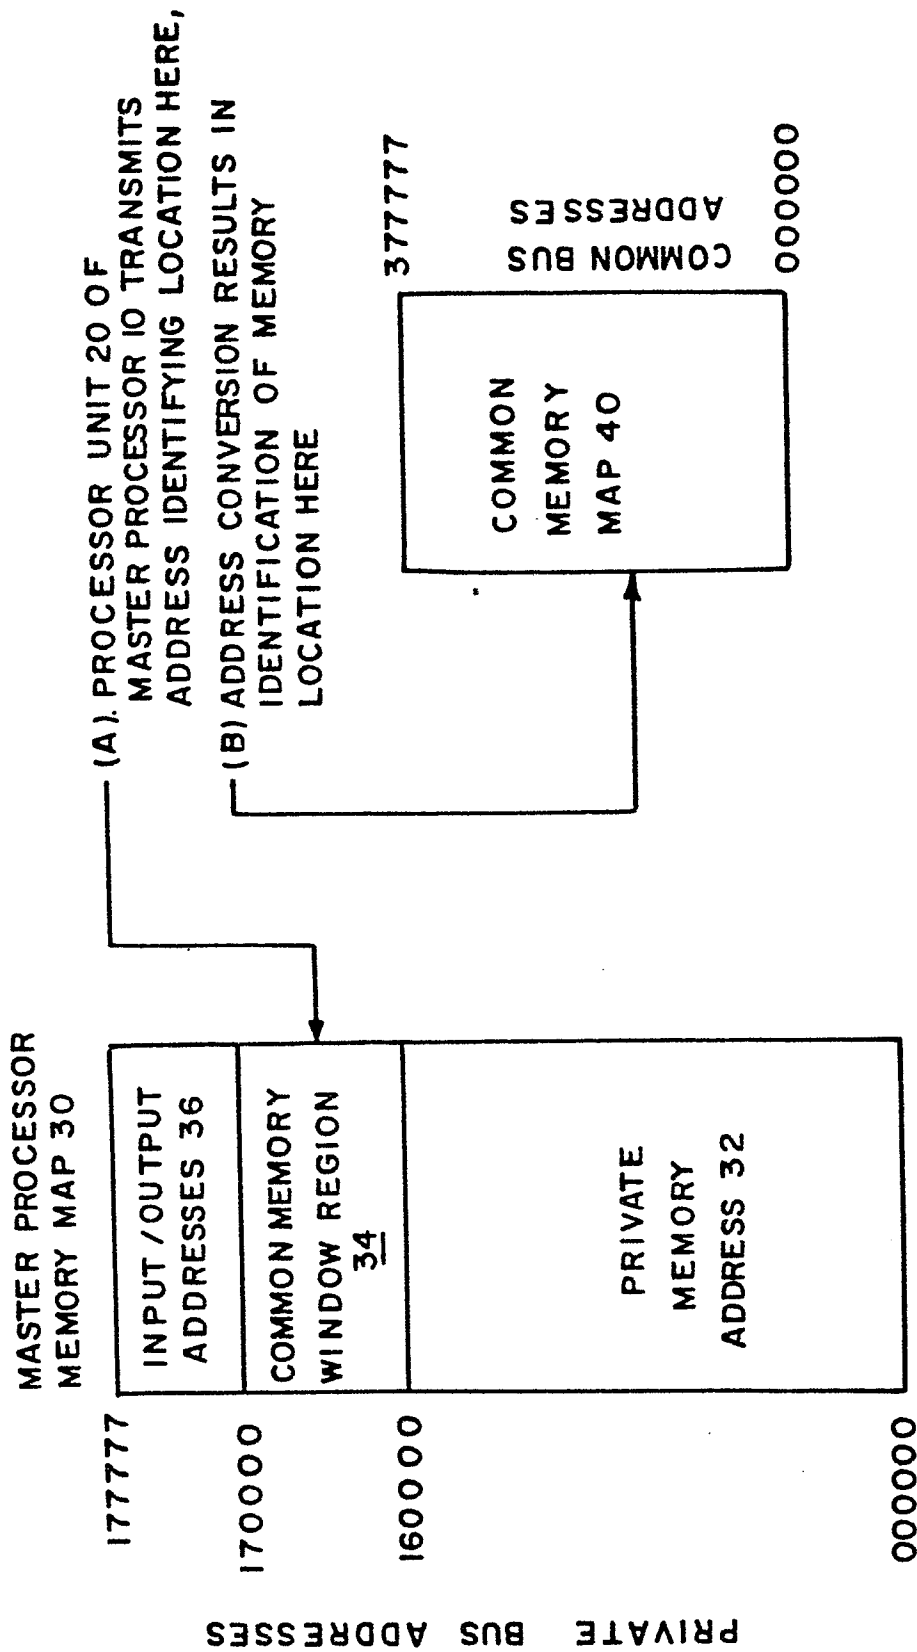 MASTER PROCESSOR
MEMORY MAP 30
177777
INPUT/OUTPUT
ADDRESSES 36
170000
COMMON MEMORY
WINDOW REGION
34
160000
PRIVATE
MEMORY
ADDRESS 32
000000
PRIVATE BUS ADDRESSES
(A). PROCESSOR UNIT 20 OF
MASTER PROCESSOR 10 TRANSMITS
ADDRESS IDENTIFYING LOCATION HERE,
(B) ADDRESS CONVERSION RESULTS IN
IDENTIFICATION OF MEMORY
LOCATION HERE
377777
COMMON
MEMORY
MAP 40
COMMON BUS
ADDRESSES
000000